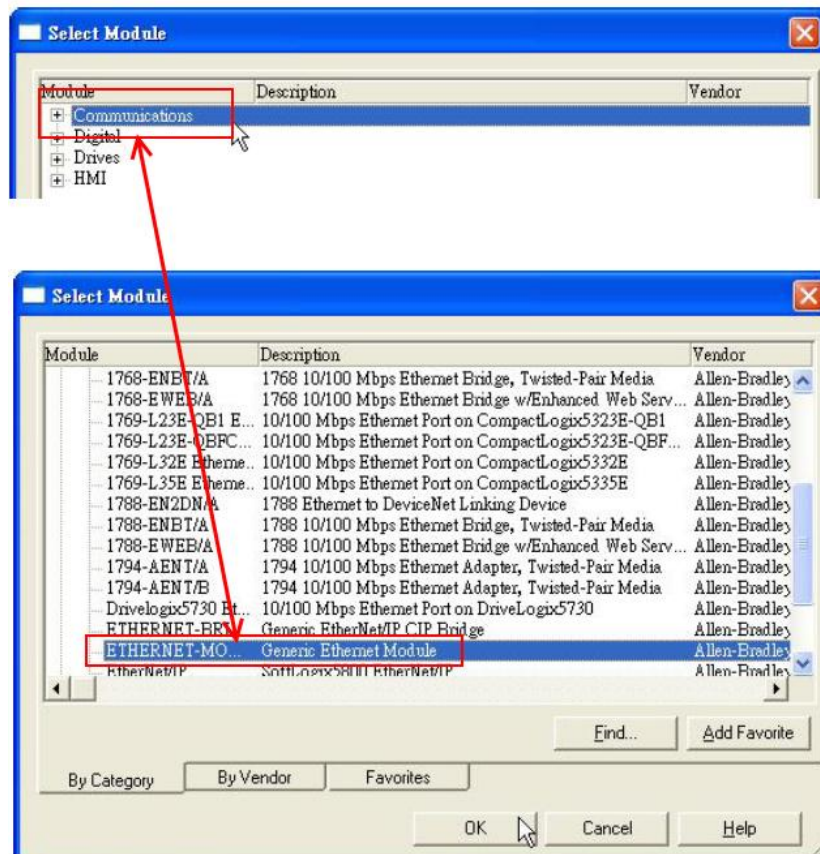 Select Module
Module Description Vendor
Communications
Digital
Drives
HMI
Select Module
Module Description Vendor
1768-ENBT/A 1768 10/100 Mbps Ethernet Bridge, Twisted-Pair Media Allen-Bradley
1768-EWEB/A 1768 10/100 Mbps Ethernet Bridge w/Enhanced Web Serv... Allen-Bradley
1769-L23E-QB1 E... 10/100 Mbps Ethernet Port on CompactLogix5323E-QB1 Allen-Bradley
1769-L23E-QBFC... 10/100 Mbps Ethernet Port on CompactLogix5323E-QBF... Allen-Bradley
1769-L32E Etherne... 10/100 Mbps Ethernet Port on CompactLogix5332E Allen-Bradley
1769-L35E Etherne... 10/100 Mbps Ethernet Port on CompactLogix5335E Allen-Bradley
1788-EN2DN/A 1788 Ethernet to DeviceNet Linking Device Allen-Bradley
1788-ENBT/A 1788 10/100 Mbps Ethernet Bridge, Twisted-Pair Media Allen-Bradley
1788-EWEB/A 1788 10/100 Mbps Ethernet Bridge w/Enhanced Web Serv... Allen-Bradley
1794-AENT/A 1794 10/100 Mbps Ethernet Adapter, Twisted-Pair Media Allen-Bradley
1794-AENT/B 1794 10/100 Mbps Ethernet Adapter, Twisted-Pair Media Allen-Bradley
Drivelogix5730 Et... 10/100 Mbps Ethernet Port on DriveLogix5730 Allen-Bradley
ETHERNET-BRI... Generic EtherNet/IP CIP Bridge Allen-Bradley
ETHERNET-MO... Generic Ethernet Module Allen-Bradley
EtherNet/IP SoftLogix5800 EtherNet/IP Allen-Bradley
Find... Add Favorite
By Category By Vendor Favorites
OK Cancel Help